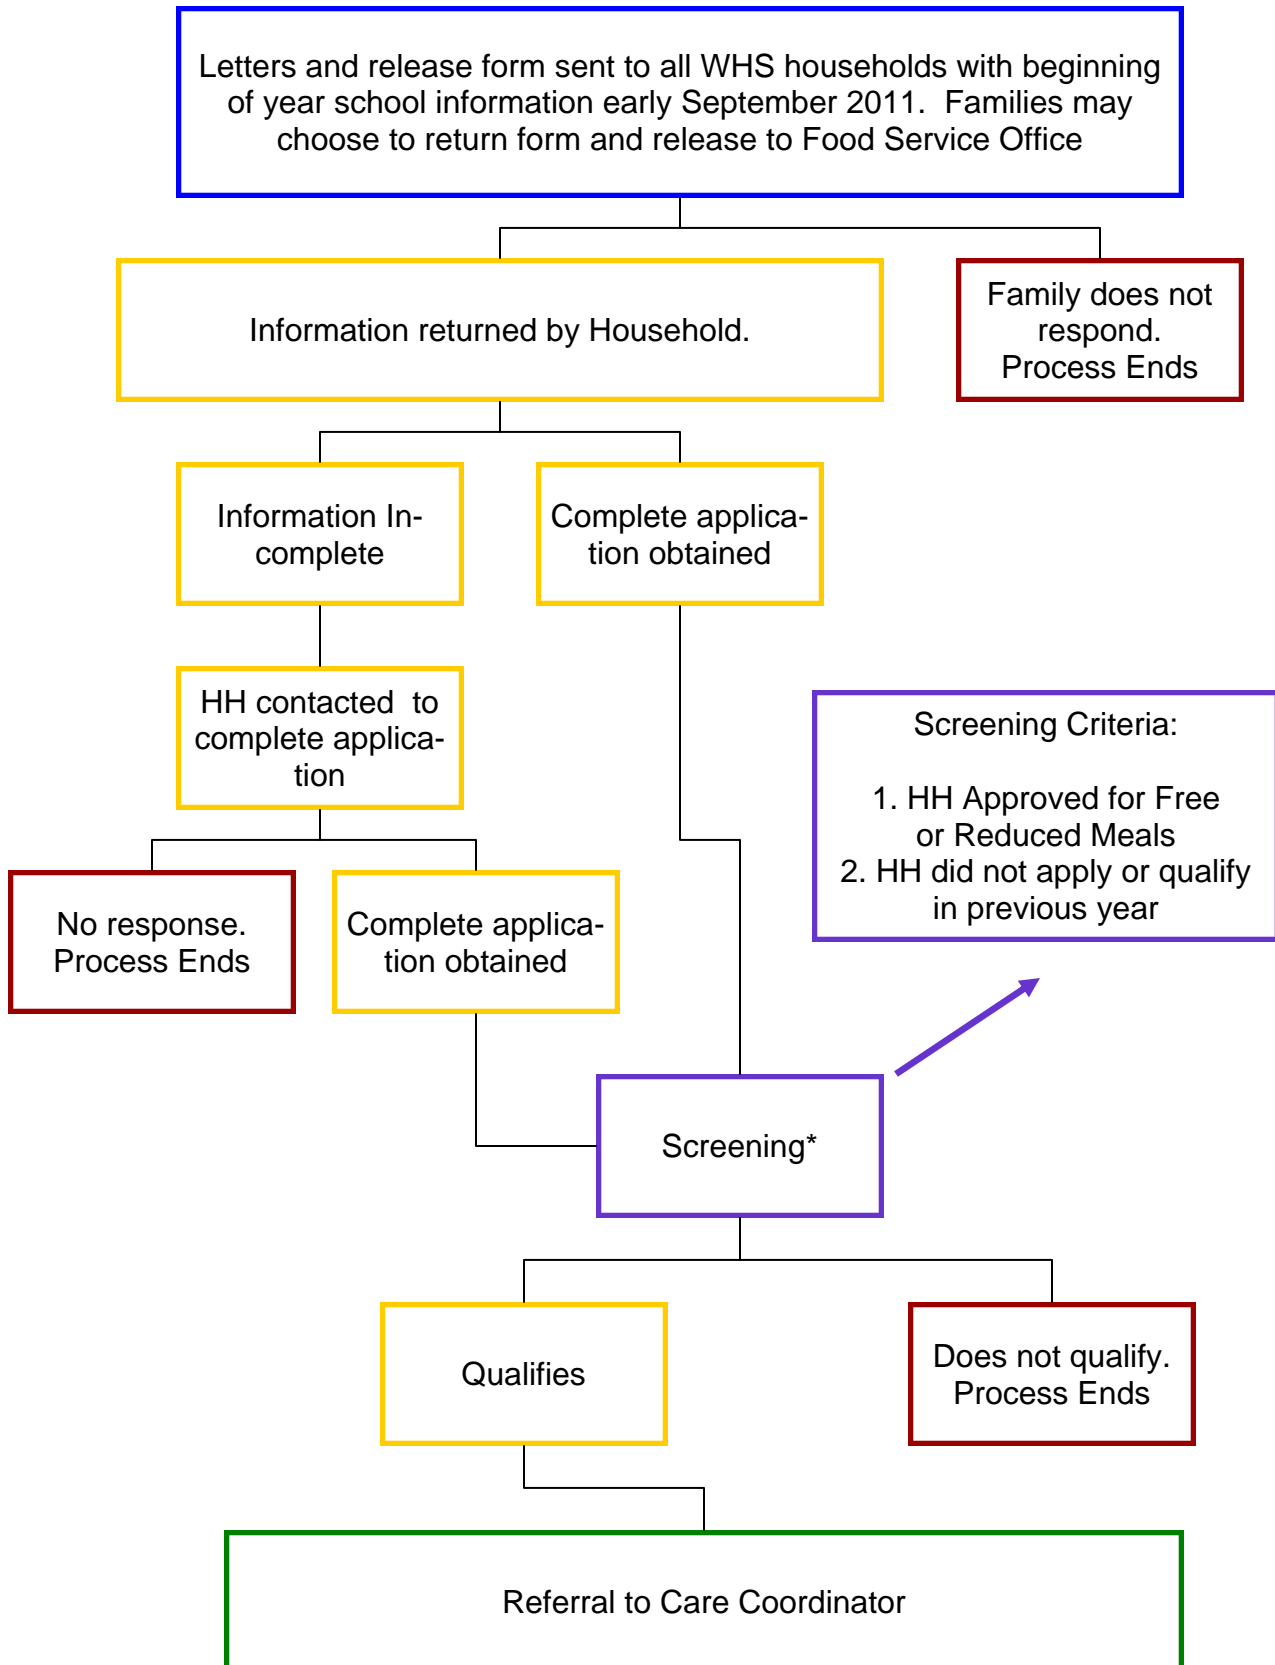 Letters and release form sent to all WHS households with beginning
of year school information early September 2011.  Families may
choose to return form and release to Food Service Office
Information returned by Household.
Family does not
respond.
Process Ends
Information In-
complete
Complete applica-
tion obtained
HH contacted  to
complete applica-
tion
Screening Criteria:
1. HH Approved for Free
or Reduced Meals
2. HH did not apply or qualify
in previous year
No response.
Process Ends
Complete applica-
tion obtained
Screening*
Qualifies
Does not qualify.
Process Ends
Referral to Care Coordinator